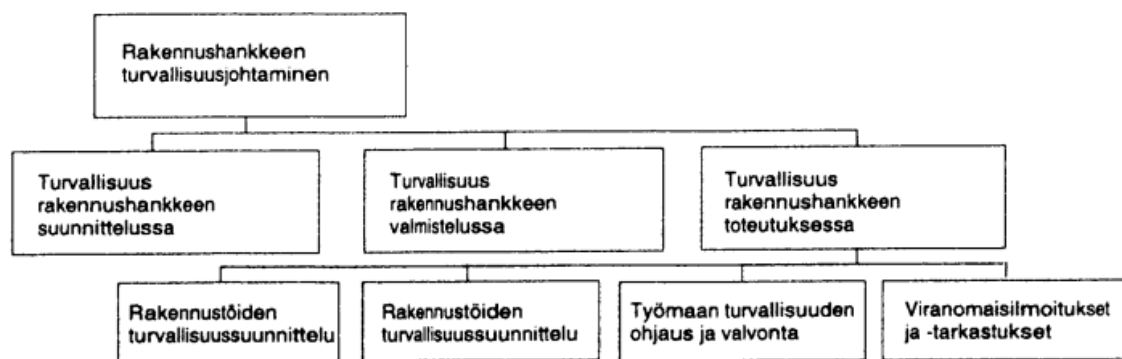 Rakennushankkeen
turvallisuusjohtaminen
Turvallisuus
rakennushankkeen
suunnittelussa
Turvallisuus
rakennushankkeen
valmistelussa
Turvallisuus
rakennushankkeen
toteutuksessa
Rakennustöiden
turvallisuussuunnittelu
Rakennustöiden
turvallisuussuunnittelu
Työmaan turvallisuuden
ohjaus ja valvonta
Viranomaisilmoitukset
ja -tarkastukset